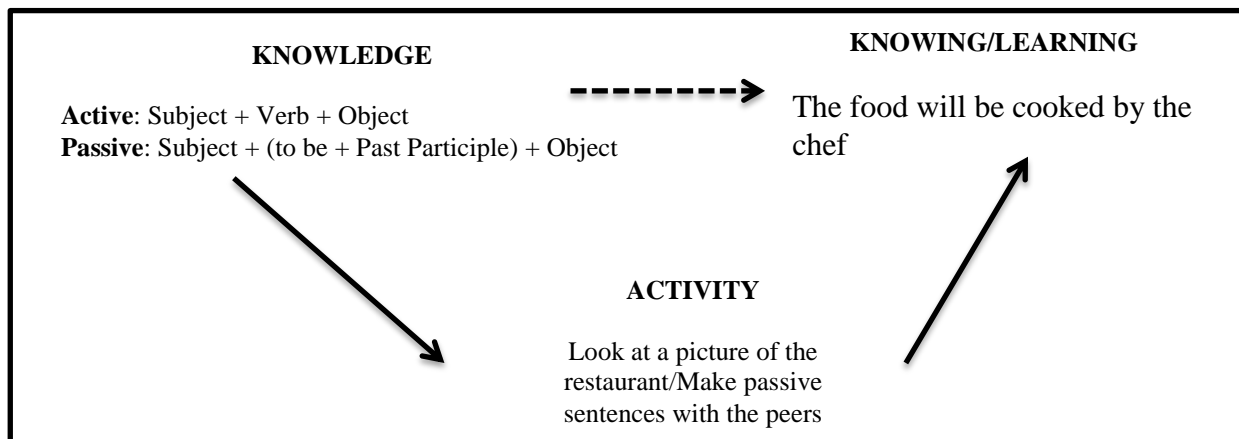 KNOWLEDGE
Active: Subject + Verb + Object
Passive: Subject + (to be + Past Participle) + Object
KNOWING/LEARNING
The food will be cooked by the
chef
ACTIVITY
Look at a picture of the
restaurant/Make passive
sentences with the peers